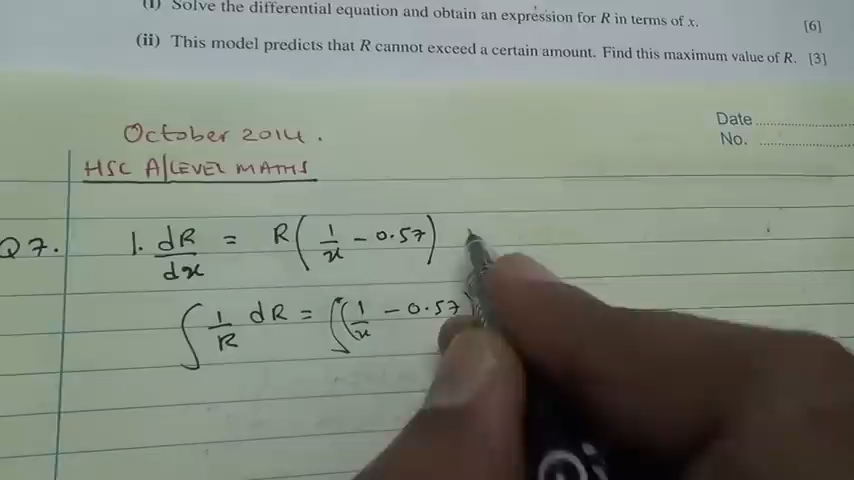 (i) Solve the differential equation and obtain an expression for R in terms of x. [6]
(ii) This model predicts that R cannot exceed a certain amount. Find this maximum value of R. [3]
Date
No.
October 2014.
HSC A/LEVEL MATHS
Q7. 1. dR/dx = R(1/x - 0.57)
∫ 1/R dR = ∫(1/x - 0.57)